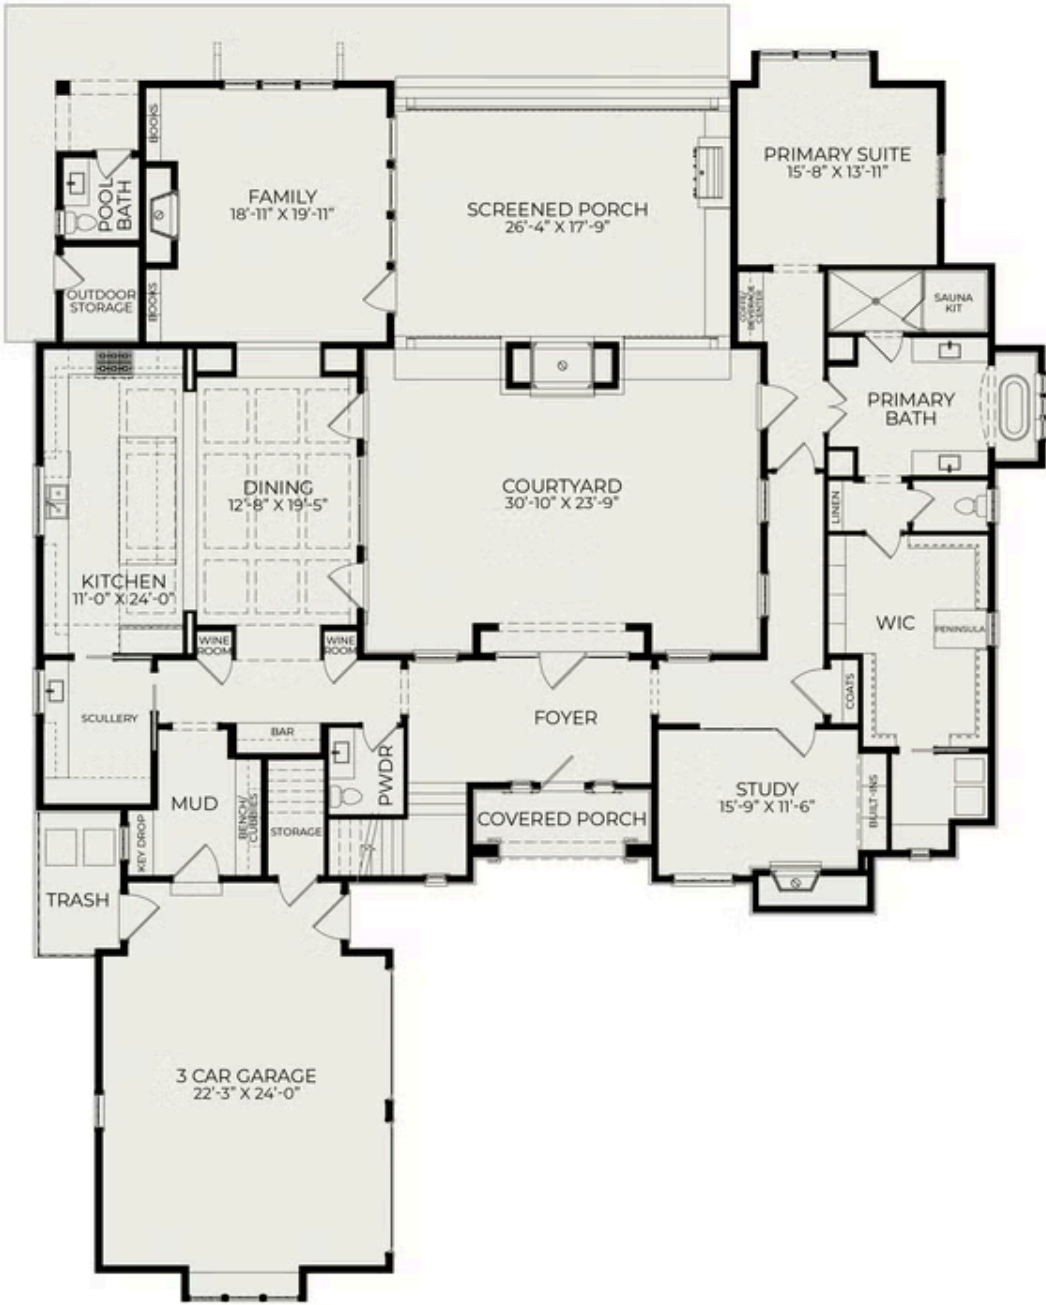 BOOKS
FAMILY
18'-11" X 19'-11"
POOL
BATH
OUTDOOR
STORAGE
BOOKS
SCREENED PORCH
26'-4" X 17'-9"
PRIMARY SUITE
15'-8" X 13'-11"
COFFE/
BEVERAGE
CENTER
SAUNA
KIT
PRIMARY
BATH
KITCHEN
11'-0" X 24'-0"
DINING
12'-8" X 19'-5"
COURTYARD
30'-10" X 23'-9"
LINEN
WIC
PENINSULA
WINE
ROOM
WINE
ROOM
SCULLERY
BAR
FOYER
COATS
MUD
BENCH/
CUBBIES
KEY DROP
STORAGE
PWDR
COVERED PORCH
STUDY
15'-9" X 11'-6"
BUILT-INS
TRASH
3 CAR GARAGE
22'-3" X 24'-0"